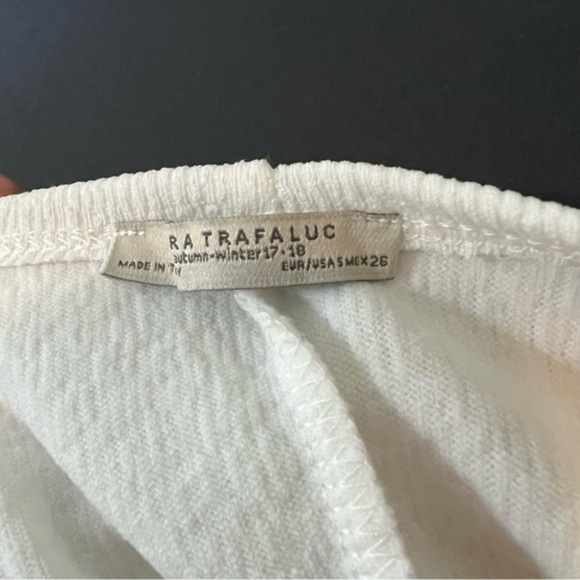 RA TRAFALUC
autumn-winter 17-18
MADE IN
EUR/USA S MEX 26